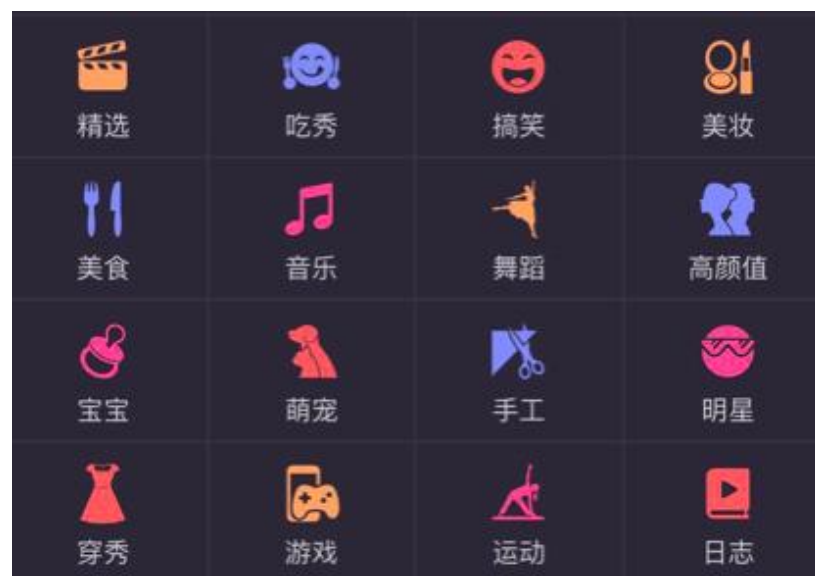 精选
吃秀
搞笑
美妆
美食
音乐
舞蹈
高颜值
宝宝
萌宠
手工
明星
穿秀
游戏
运动
日志